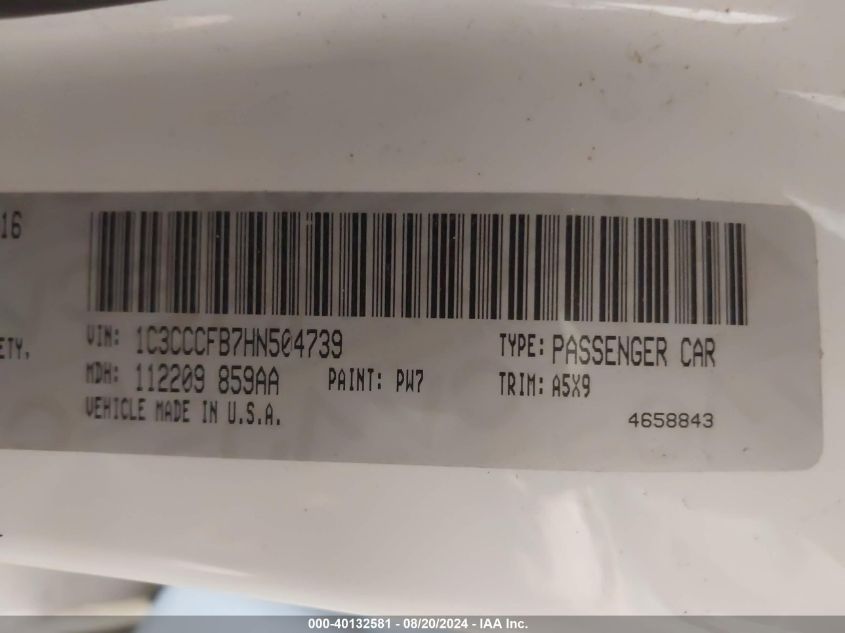 16
ETY.
VIN: 1C3CCCFB7HN504739
TYPE: PASSENGER CAR
MDH: 112209 859AA
PAINT: PW7
TRIM: A5X9
VEHICLE MADE IN U.S.A.
4658843
000-40132581 - 08/20/2024 - IAA Inc.